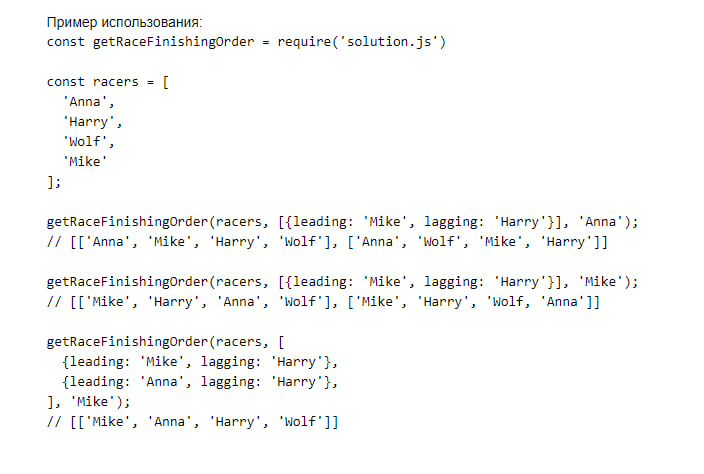 Пример использования:
const getRaceFinishingOrder = require('solution.js')
const racers = [
'Anna',
'Harry',
'Wolf',
'Mike'
];
getRaceFinishingOrder(racers, [{leading: 'Mike', lagging: 'Harry'}], 'Anna');
// [['Anna', 'Mike', 'Harry', 'Wolf'], ['Anna', 'Wolf', 'Mike', 'Harry']]
getRaceFinishingOrder(racers, [{leading: 'Mike', lagging: 'Harry'}], 'Mike');
// [['Mike', 'Harry', 'Anna', 'Wolf'], ['Mike', 'Harry', 'Wolf, 'Anna']]
getRaceFinishingOrder(racers, [
{leading: 'Mike', lagging: 'Harry'},
{leading: 'Anna', lagging: 'Harry'},
], 'Mike');
// [['Mike', 'Anna', 'Harry', 'Wolf']]